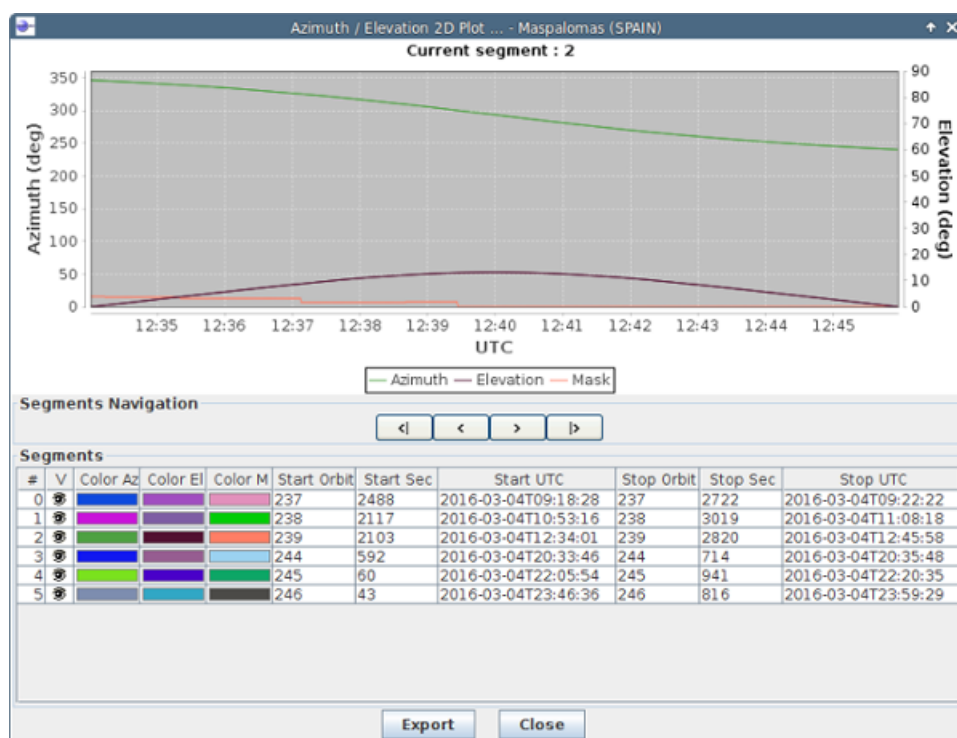 Azimuth / Elevation 2D Plot ... - Maspalomas (SPAIN)
Current segment : 2
Azimuth (deg)
350
300
250
200
150
100
50
0
90
80
70
60
50
40
30
20
10
0
Elevation (deg)
12:35 12:36 12:37 12:38 12:39 12:40 12:41 12:42 12:43 12:44 12:45
UTC
Azimuth Elevation Mask
Segments Navigation
<| < > |>
Segments
# V Color Az Color El Color M Start Orbit Start Sec Start UTC Stop Orbit Stop Sec Stop UTC
0 237 2488 2016-03-04T09:18:28 237 2722 2016-03-04T09:22:22
1 238 2117 2016-03-04T10:53:16 238 3019 2016-03-04T11:08:18
2 239 2103 2016-03-04T12:34:01 239 2820 2016-03-04T12:45:58
3 244 592 2016-03-04T20:33:46 244 714 2016-03-04T20:35:48
4 245 60 2016-03-04T22:05:54 245 941 2016-03-04T22:20:35
5 246 43 2016-03-04T23:46:36 246 816 2016-03-04T23:59:29
Export Close